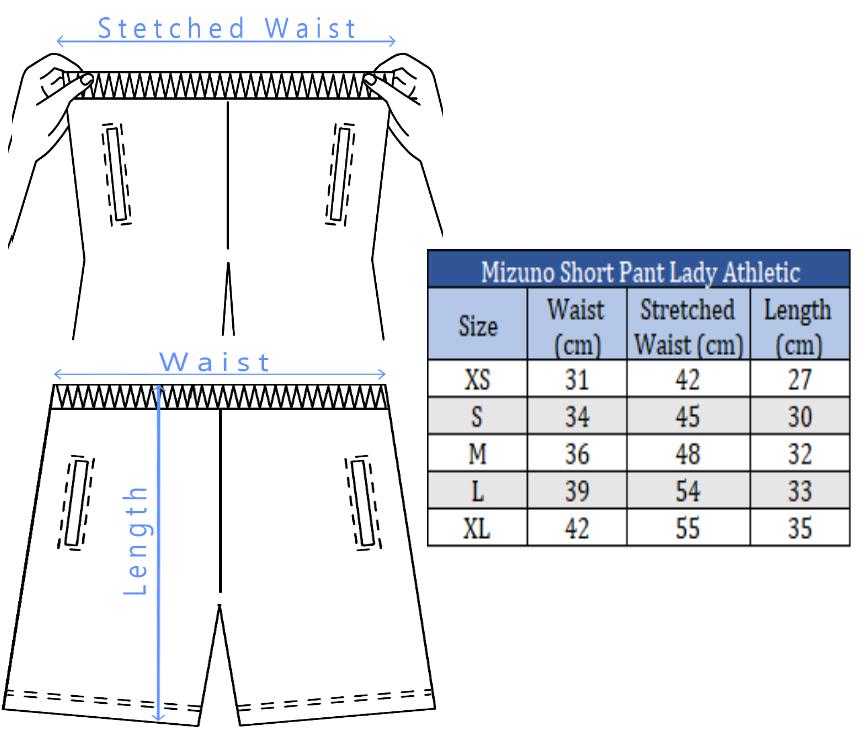 Stetched Waist
Waist
Length
Mizuno Short Pant Lady Athletic
Size Waist (cm) Stretched Waist (cm) Length (cm)
XS 31 42 27
S 34 45 30
M 36 48 32
L 39 54 33
XL 42 55 35